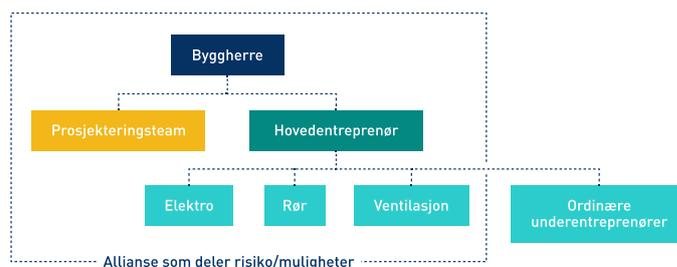 Byggherre
Prosjekteringsteam
Hovedentreprenør
Elektro
Rør
Ventilasjon
Ordinære
underentreprenører
Allianse som deler risiko/muligheter